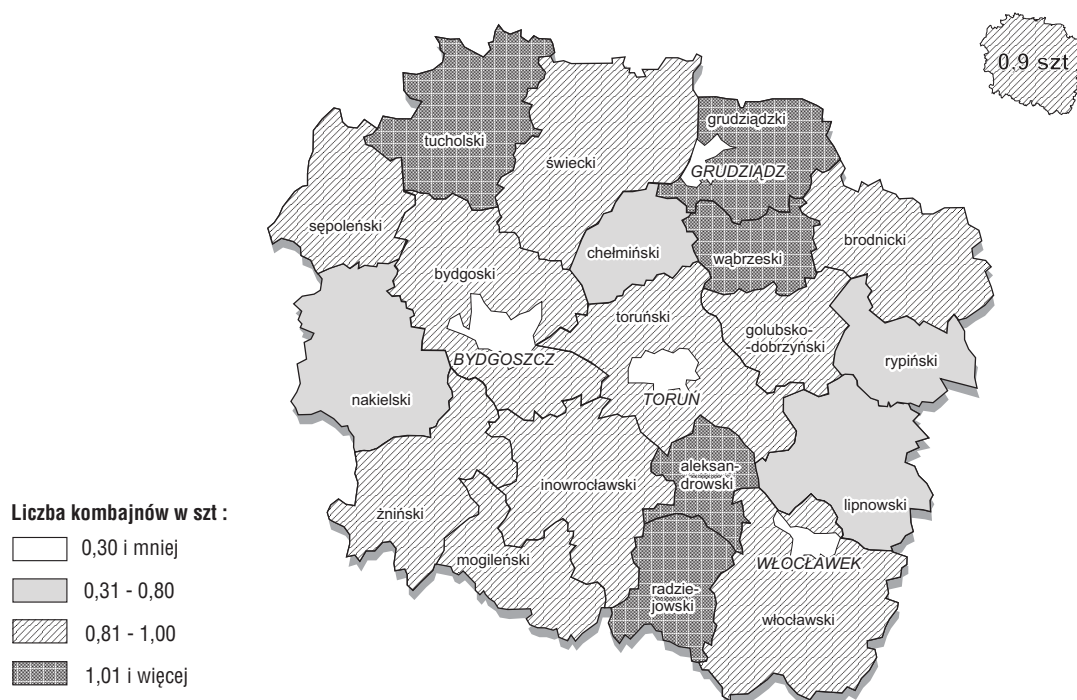 0,9 szt
grudziądzki
tucholski
świecki
GRUDZIĄDZ
sępoleński
chełmiński
wąbrzeski
brodnicki
bydgoski
toruński
golubsko-
-dobrzyński
rypiński
BYDGOSZCZ
nakielski
TORUŃ
aleksan-
drowski
inowrocławski
lipnowski
żniński
mogileński
WŁOCŁAWEK
radzie-
jowski
włocławski
Liczba kombajnów w szt :
0,30 i mniej
0,31 - 0,80
0,81 - 1,00
1,01 i więcej